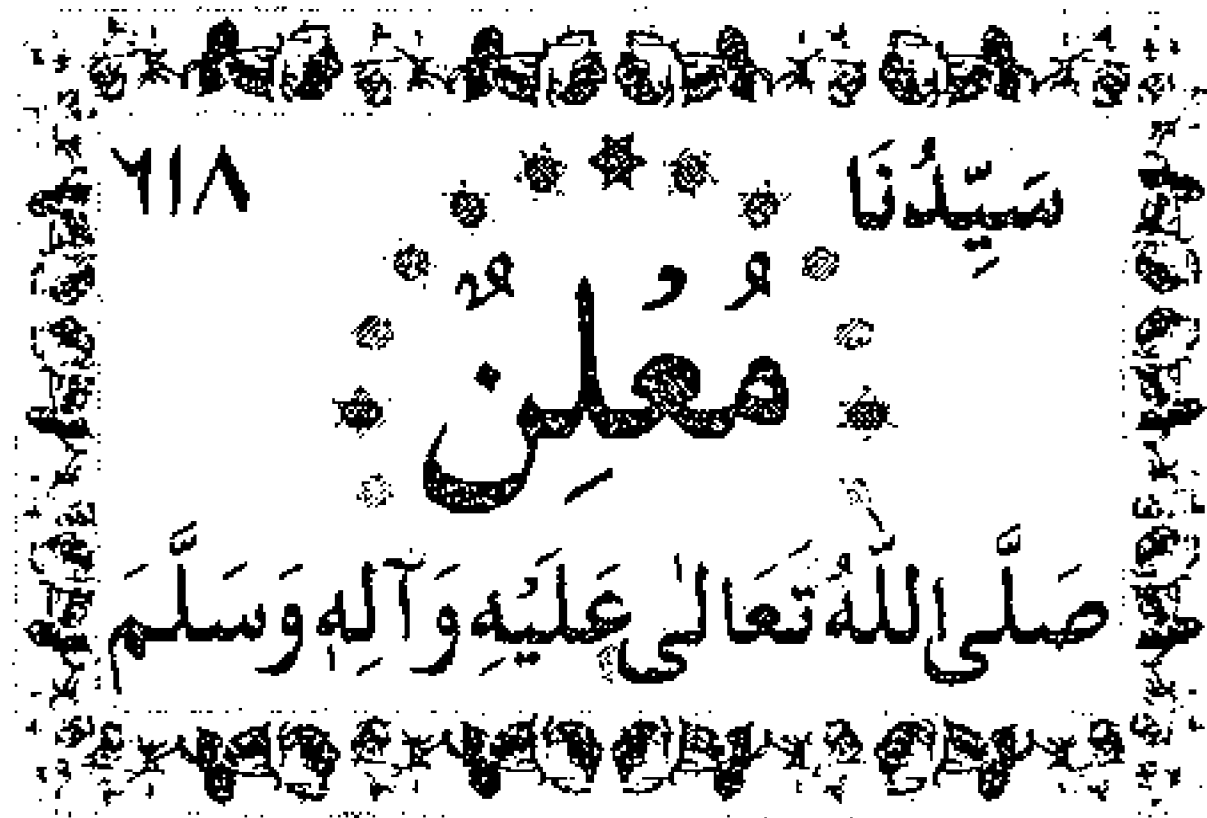 سَيِّدُنَا ٦١٨
مُعْلِنٌ
صَلَّى اللّٰهُ تَعَالٰى عَلَيْهِ وَآلِهٖ وَسَلَّمَ